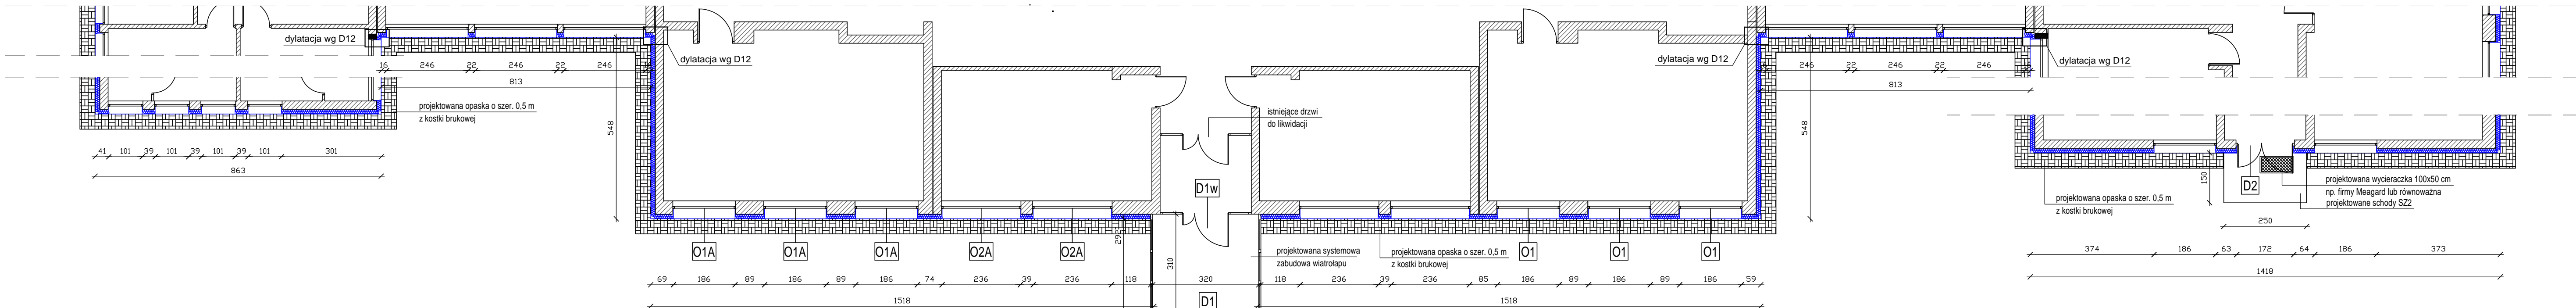 dylatacja wg D12
16 246 22 246 22 246
813
projektowana opaska o szer. 0,5 m
z kostki brukowej
41 101 39 101 39 101 39 101 301
863
548
dylatacja wg D12
istniejące drzwi
do likwidacji
D1w
O1A O1A O1A O2A O2A
292
310
projektowana systemowa
zabudowa wiatrołapu
projektowana opaska o szer. 0,5 m
z kostki brukowej
O1 O1 O1
69 186 89 186 89 186 74 236 39 236 118 320 118 236 39 236 85 186 89 186 89 186 59
1518 D1 1518
dylatacja wg D12
246 22 246 22 246
813
548
dylatacja wg D12
projektowana opaska o szer. 0,5 m
z kostki brukowej
150
D2
projektowana wycieraczka 100x50 cm
np. firmy Meagard lub równoważna
projektowane schody SZ2
250
374 186 63 172 64 186 373
1418